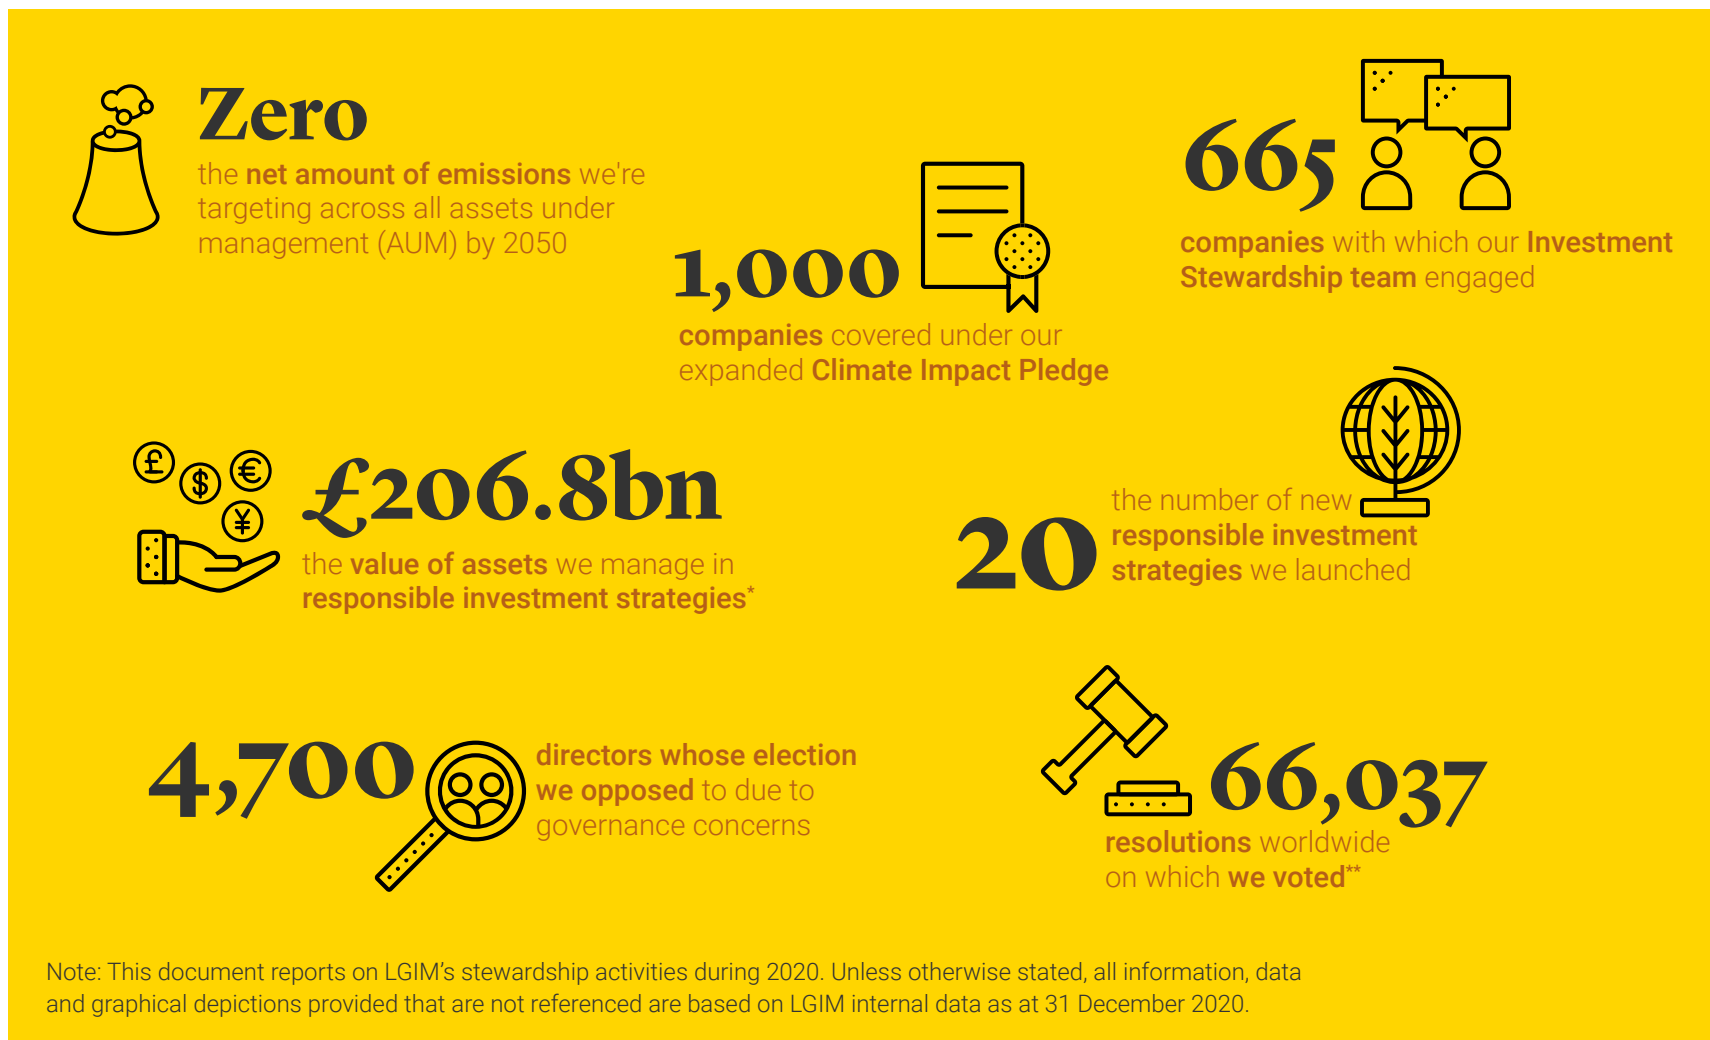 Zero
the net amount of emissions we're
targeting across all assets under
management (AUM) by 2050
1,000
companies covered under our
expanded Climate Impact Pledge
665
companies with which our Investment
Stewardship team engaged
£206.8bn
the value of assets we manage in
responsible investment strategies*
20
the number of new
responsible investment
strategies we launched
4,700
directors whose election
we opposed to due to
governance concerns
66,037
resolutions worldwide
on which we voted**
Note: This document reports on LGIM's stewardship activities during 2020. Unless otherwise stated, all information, data
and graphical depictions provided that are not referenced are based on LGIM internal data as at 31 December 2020.